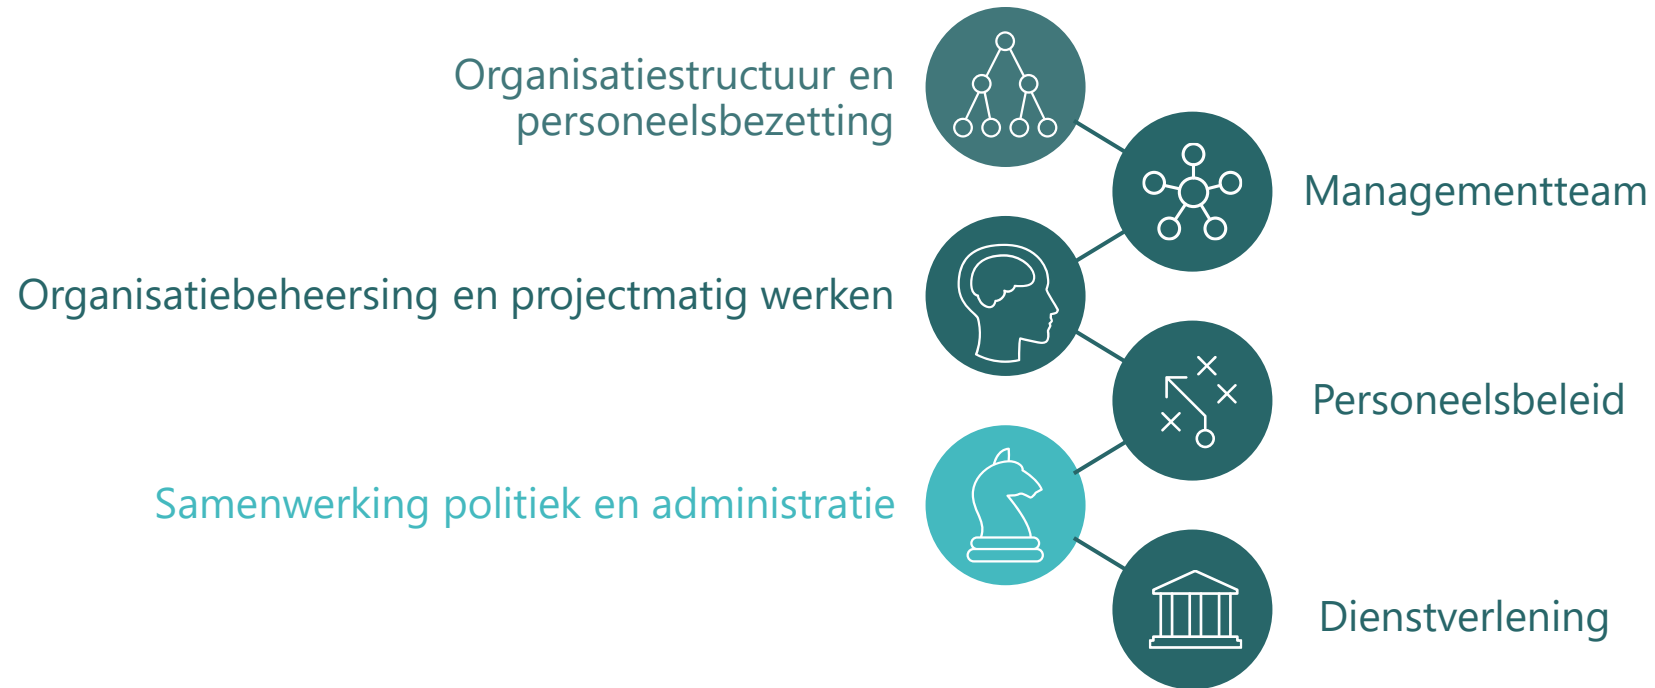 Organisatiestructuur en
personeelsbezetting
Managementteam
Organisatiebeheersing en projectmatig werken
Personeelsbeleid
Samenwerking politiek en administratie
Dienstverlening